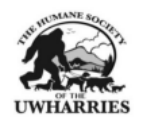 THE HUMANE SOCIETY
OF THE
UWHARRIES